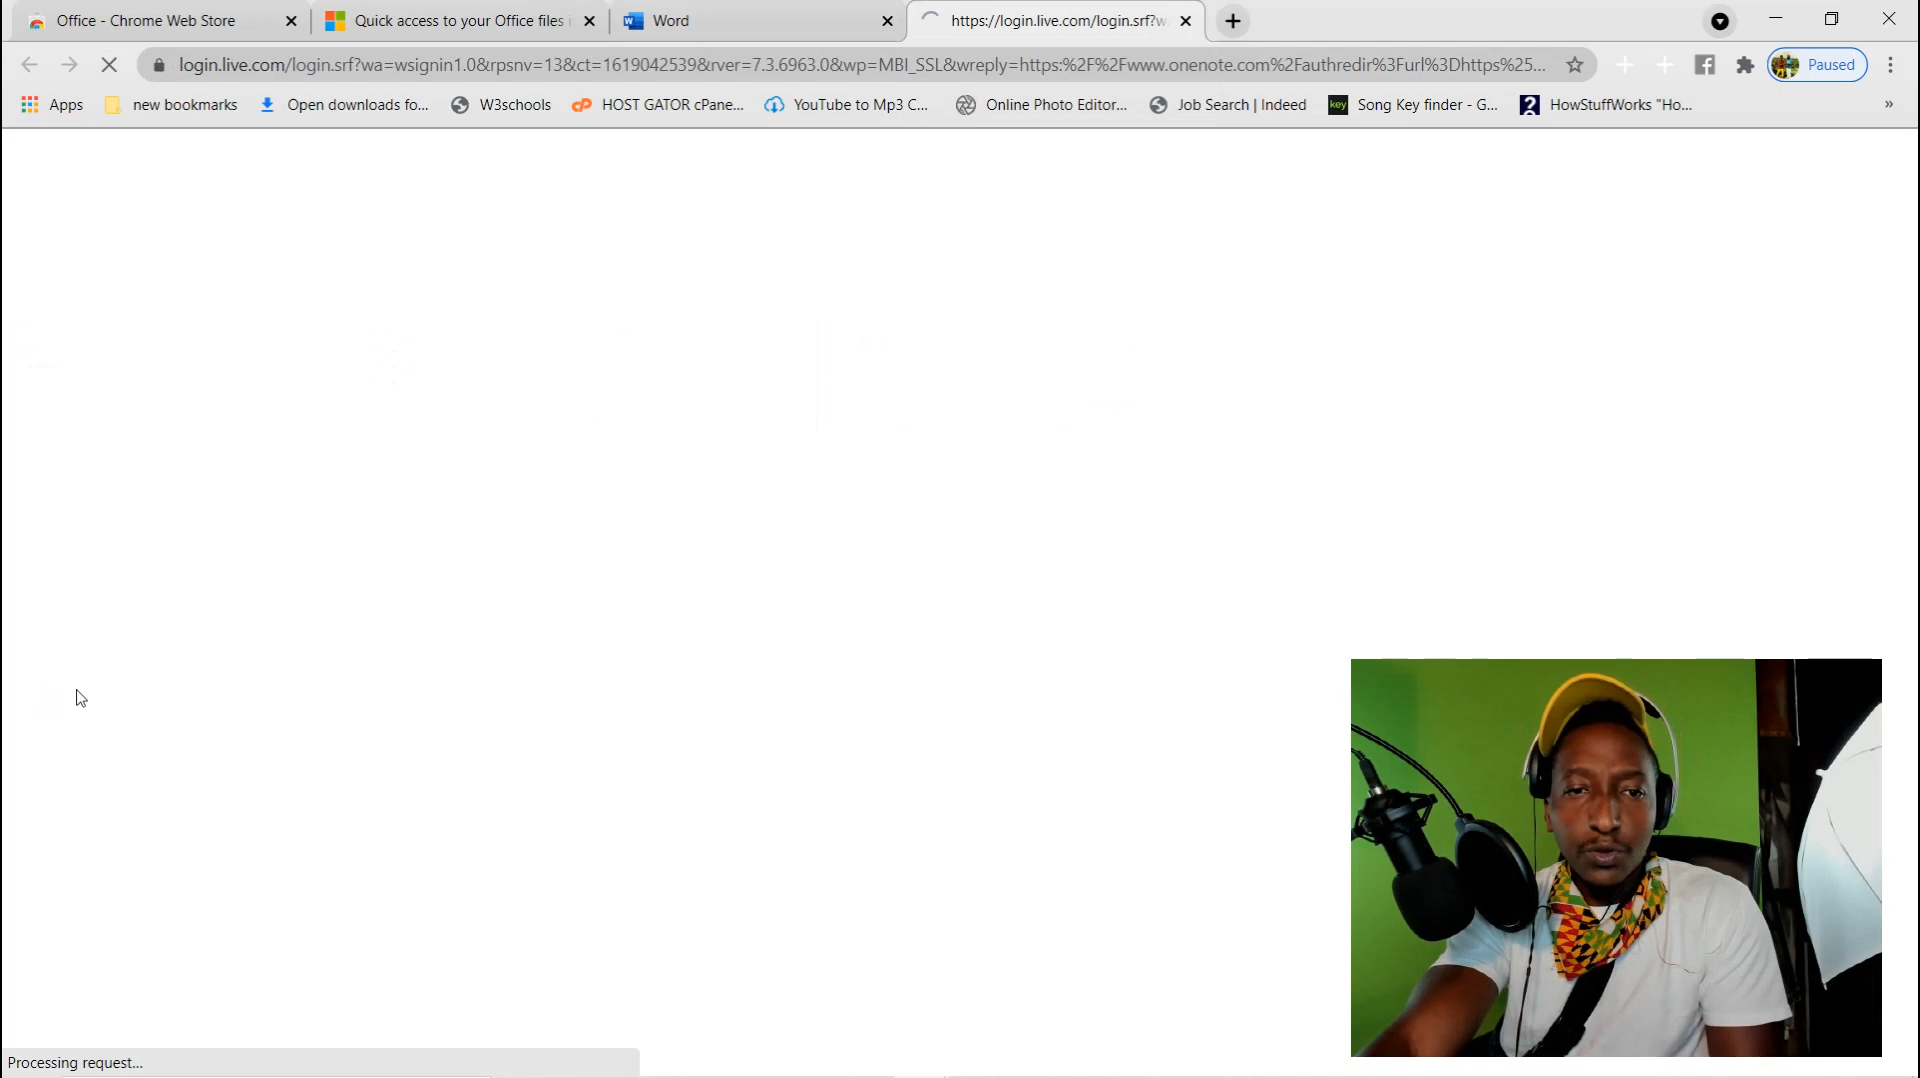 Office - Chrome Web Store
Quick access to your Office files i
Word
https://login.live.com/login.srf?w
login.live.com/login.srf?wa=wsignin1.0&rpsnv=13&ct=1619042539&rver=7.3.6963.0&wp=MBI_SSL&wreply=https:%2F%2Fwww.onenote.com%2Fauthredir%3Furl%3Dhttps%25...
Paused
Apps
new bookmarks
Open downloads fo...
W3schools
cP HOST GATOR cPane...
YouTube to Mp3 C...
Online Photo Editor...
Job Search | Indeed
key Song Key finder - G...
? HowStuffWorks "Ho...
»
Processing request...